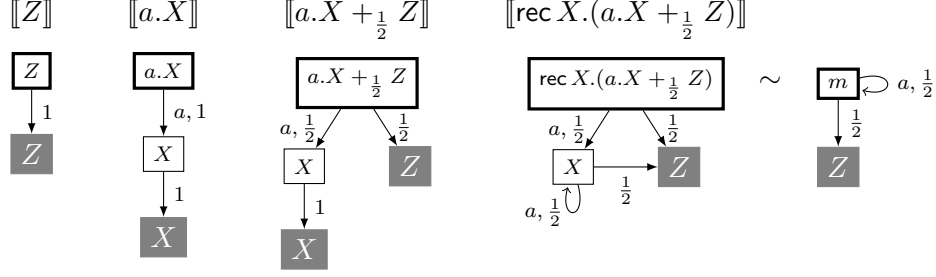 ⟦Z⟧ ⟦a.X⟧ ⟦a.X +_{1/2} Z⟧ ⟦rec X.(a.X +_{1/2} Z)⟧
Z a.X a.X +_{1/2} Z rec X.(a.X +_{1/2} Z) ∼ m a, 1/2
1 a, 1 a, 1/2 1/2 a, 1/2 1/2 1/2
Z X X Z X 1/2 Z Z
1 1 a, 1/2
X X